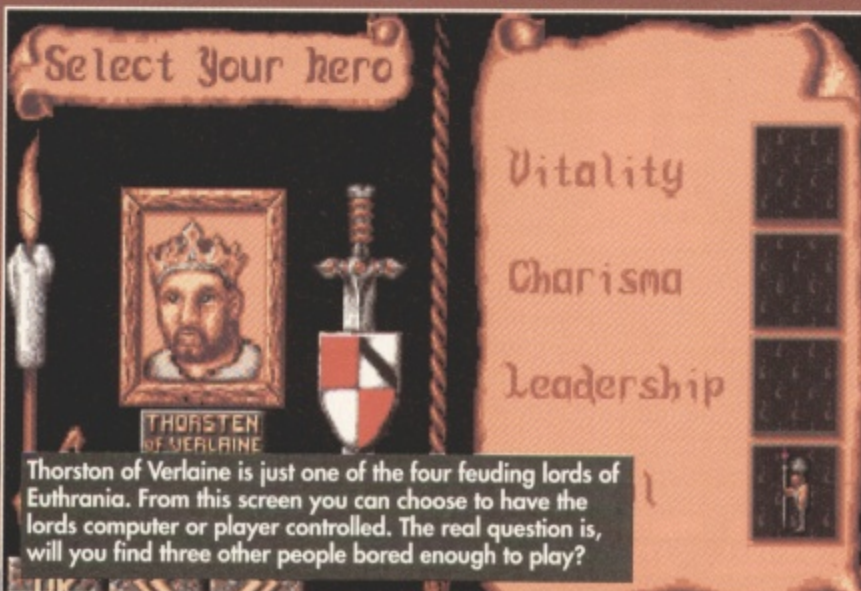 Select Your hero
Vitality
Charisma
Leadership
THORSTEN
OF VERLAINE
Thorston of Verlaine is just one of the four feuding lords of
Euthrania. From this screen you can choose to have the
lords computer or player controlled. The real question is,
will you find three other people bored enough to play?